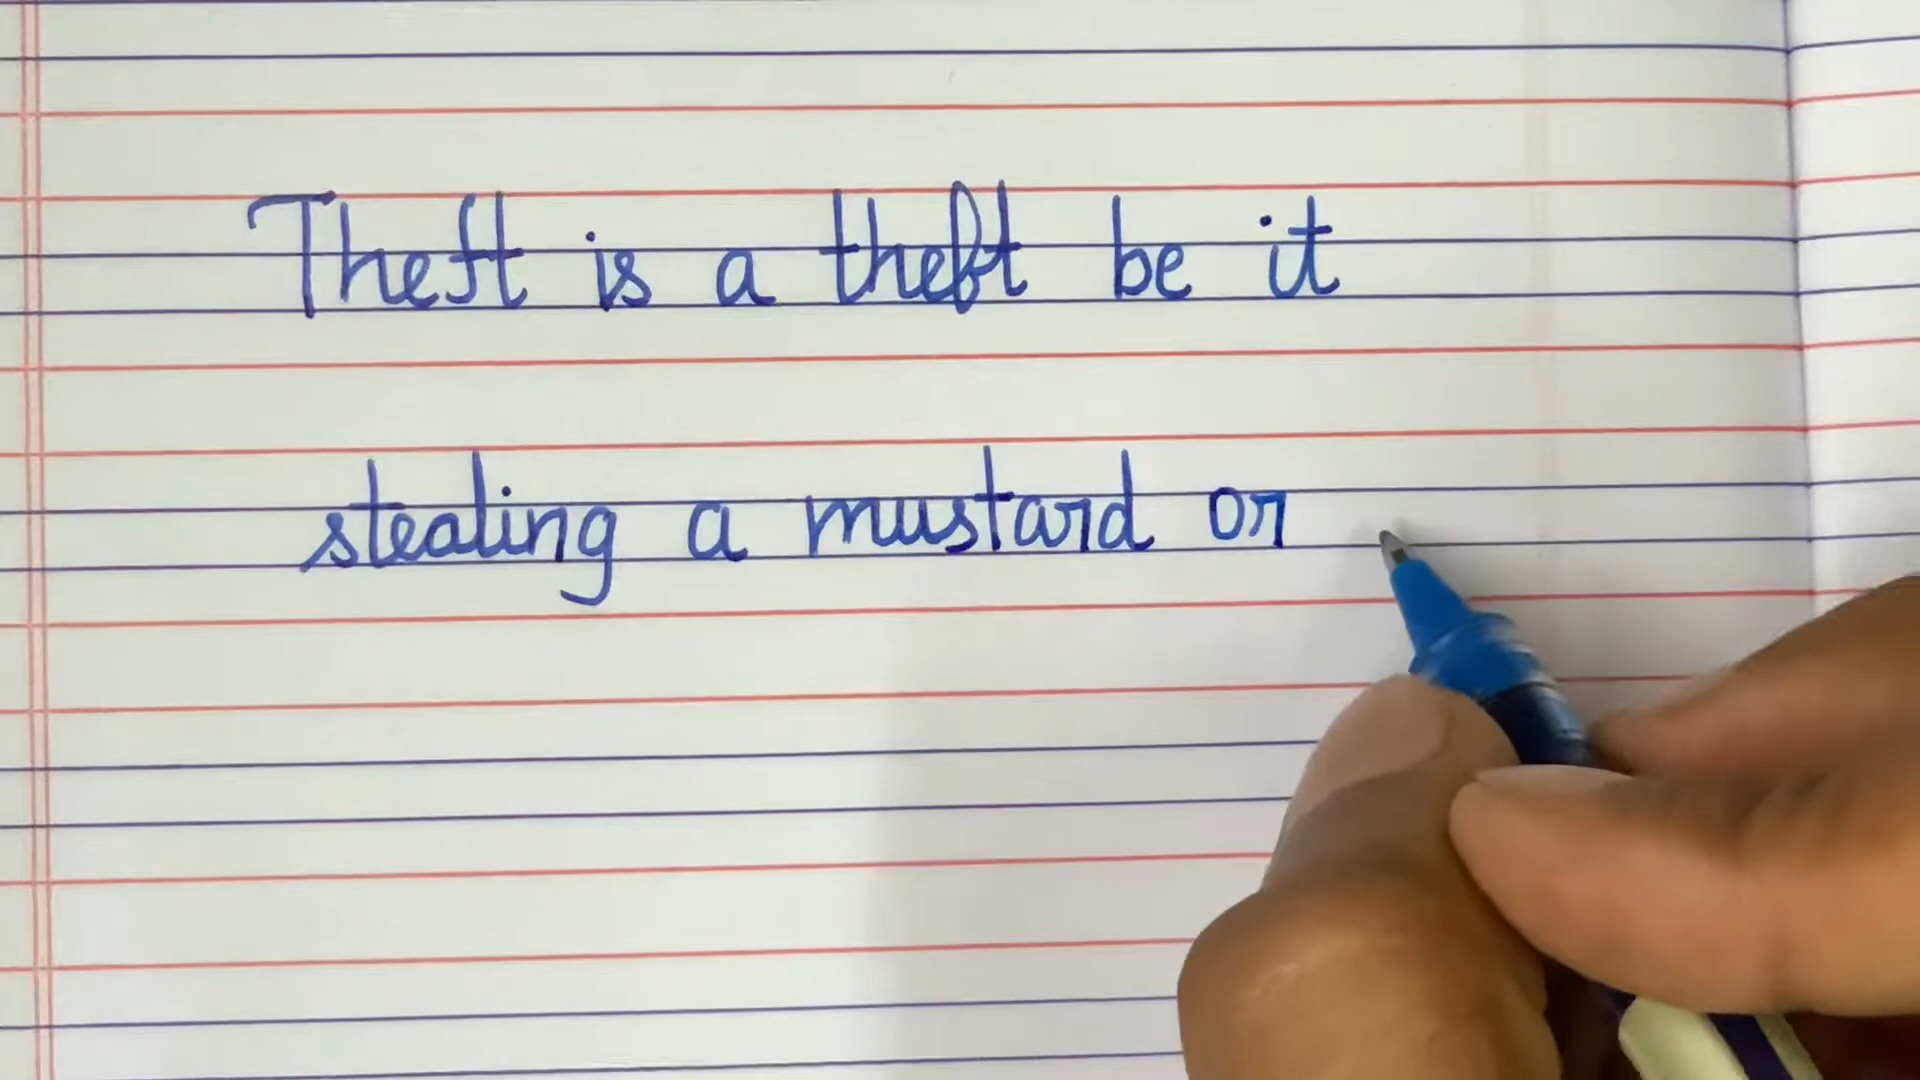 Theft is a theft be it
stealing a mustard or